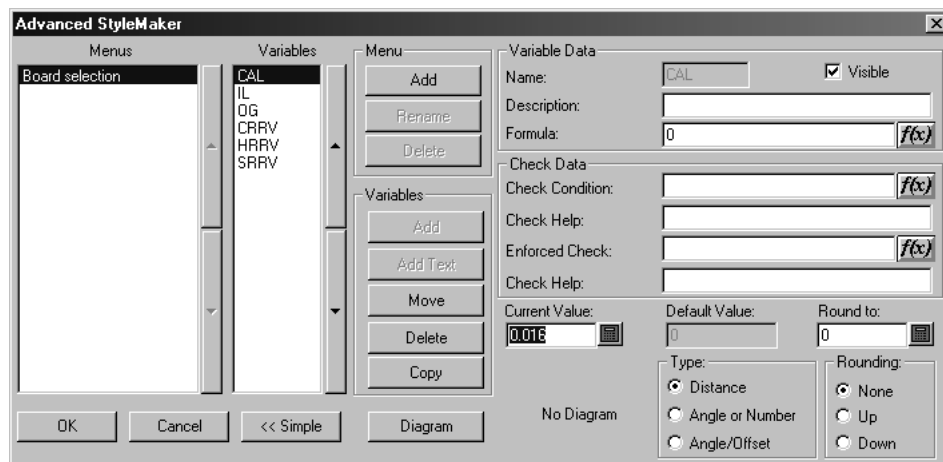 Advanced StyleMaker
Menus
Board selection
Variables
CAL
IL
OG
CRRV
HRRV
SRRV
Menu
Add
Rename
Delete
Variables
Add
Add Text
Move
Delete
Copy
Variable Data
Name: CAL Visible
Description:
Formula: 0 f(x)
Check Data
Check Condition: f(x)
Check Help:
Enforced Check: f(x)
Check Help:
Current Value: Default Value: Round to:
0.016 0 0
Type:
Distance
Angle or Number
Angle/Offset
Rounding:
None
Up
Down
No Diagram
OK Cancel << Simple Diagram